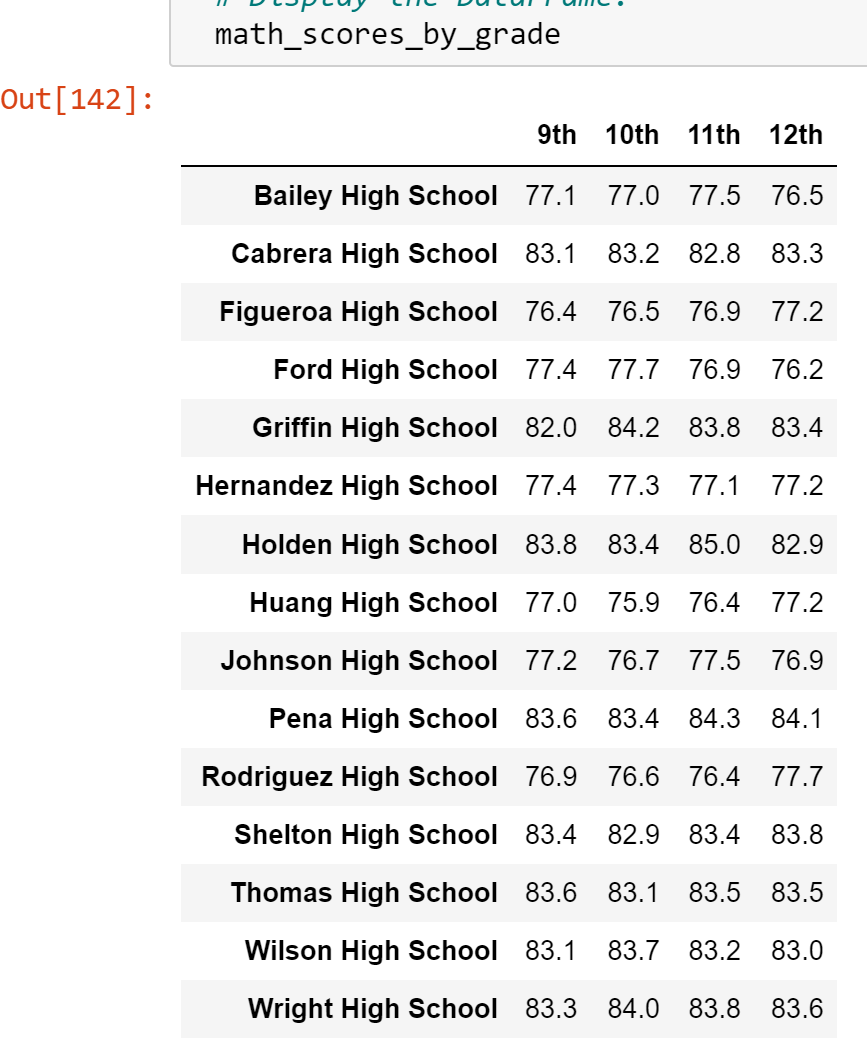 # Display the DataFrame.
math_scores_by_grade
Out[142]:
9th 10th 11th 12th
Bailey High School 77.1 77.0 77.5 76.5
Cabrera High School 83.1 83.2 82.8 83.3
Figueroa High School 76.4 76.5 76.9 77.2
Ford High School 77.4 77.7 76.9 76.2
Griffin High School 82.0 84.2 83.8 83.4
Hernandez High School 77.4 77.3 77.1 77.2
Holden High School 83.8 83.4 85.0 82.9
Huang High School 77.0 75.9 76.4 77.2
Johnson High School 77.2 76.7 77.5 76.9
Pena High School 83.6 83.4 84.3 84.1
Rodriguez High School 76.9 76.6 76.4 77.7
Shelton High School 83.4 82.9 83.4 83.8
Thomas High School 83.6 83.1 83.5 83.5
Wilson High School 83.1 83.7 83.2 83.0
Wright High School 83.3 84.0 83.8 83.6